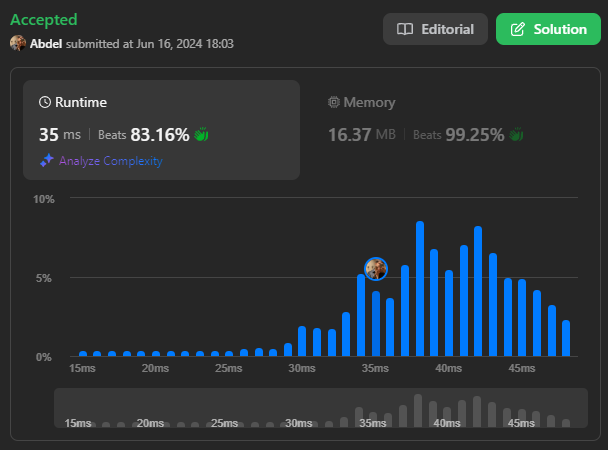 Accepted
Abdel submitted at Jun 16, 2024 18:03
Editorial
Solution
Runtime
35 ms | Beats 83.16%
Analyze Complexity
Memory
16.37 MB | Beats 99.25%
10%
5%
0%
15ms 20ms 25ms 30ms 35ms 40ms 45ms
15ms 20ms 25ms 30ms 35ms 40ms 45ms